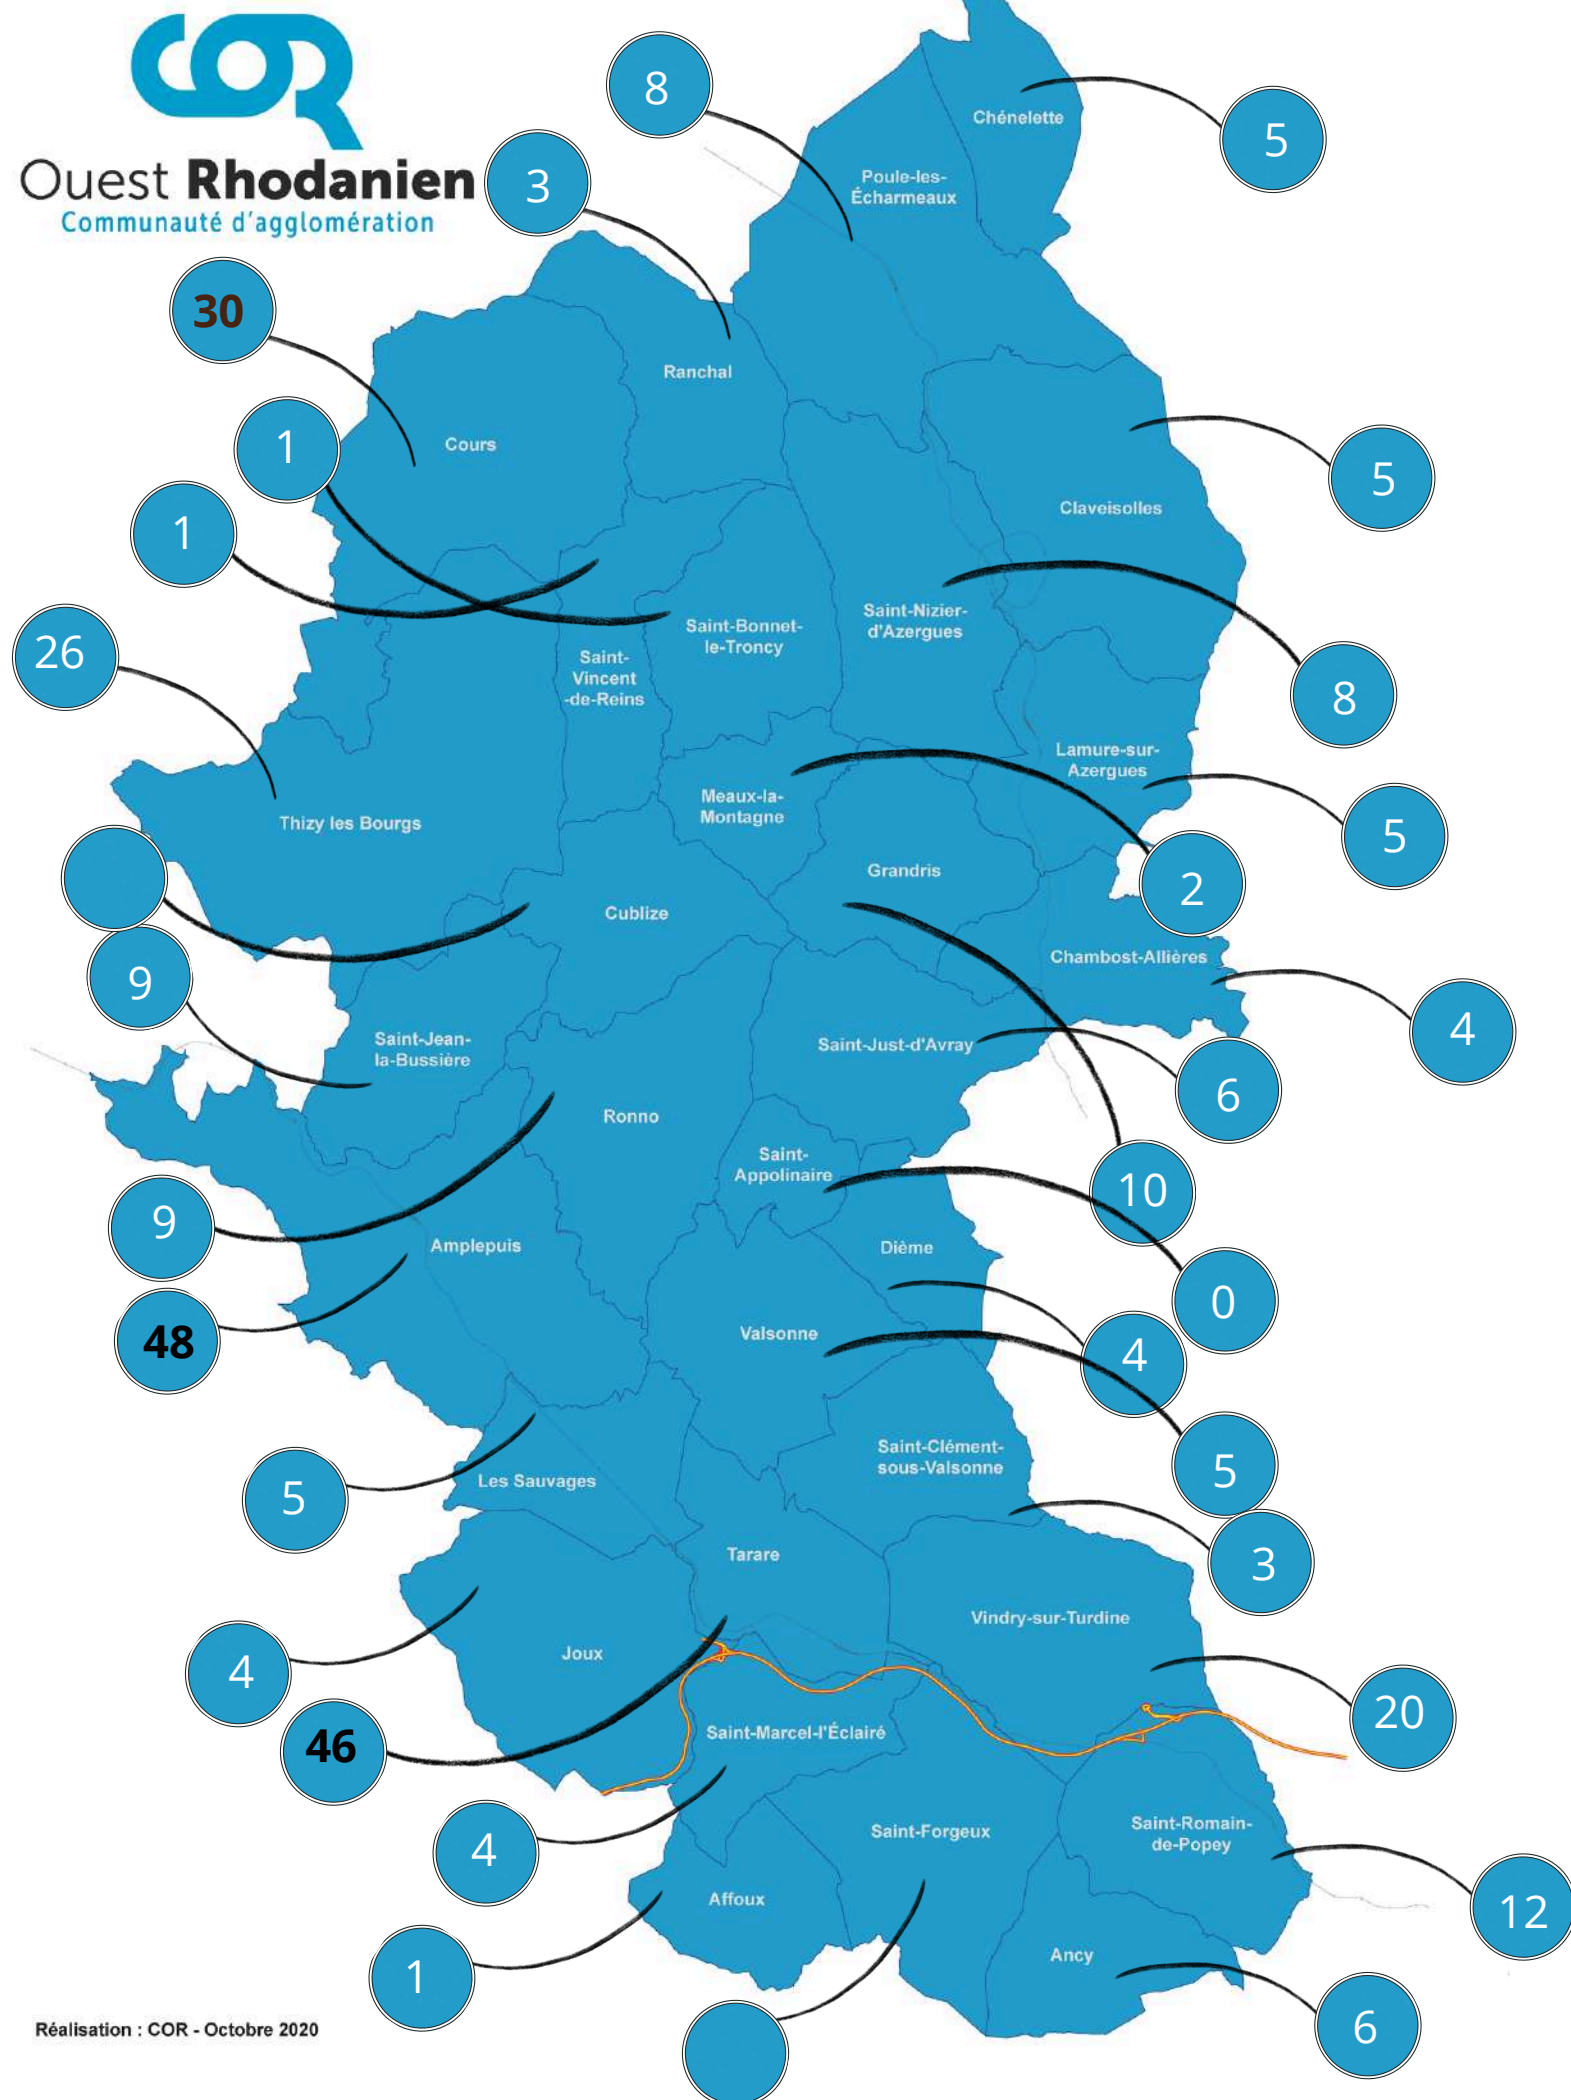 COR
Ouest Rhodanien
Communauté d'agglomération
8
5
3
30
1
1
26
5
8
5
2
9
4
6
10
9
0
48
4
5
5
3
4
20
46
4
12
1
6
Chénelette
Poule-les-
Écharmeaux
Ranchal
Cours
Claveisolles
Saint-Nizier-
d'Azergues
Saint-Bonnet-
le-Troncy
Saint-
Vincent
-de-Reins
Lamure-sur-
Azergues
Meaux-la-
Montagne
Thizy les Bourgs
Grandris
Cublize
Chambost-Allières
Saint-Jean-
la-Bussière
Saint-Just-d'Avray
Ronno
Saint-
Appolinaire
Amplepuis
Dième
Valsonne
Saint-Clément-
sous-Valsonne
Les Sauvages
Tarare
Vindry-sur-Turdine
Joux
Saint-Marcel-l'Éclairé
Saint-Forgeux
Saint-Romain-
de-Popey
Affoux
Ancy
Réalisation : COR - Octobre 2020